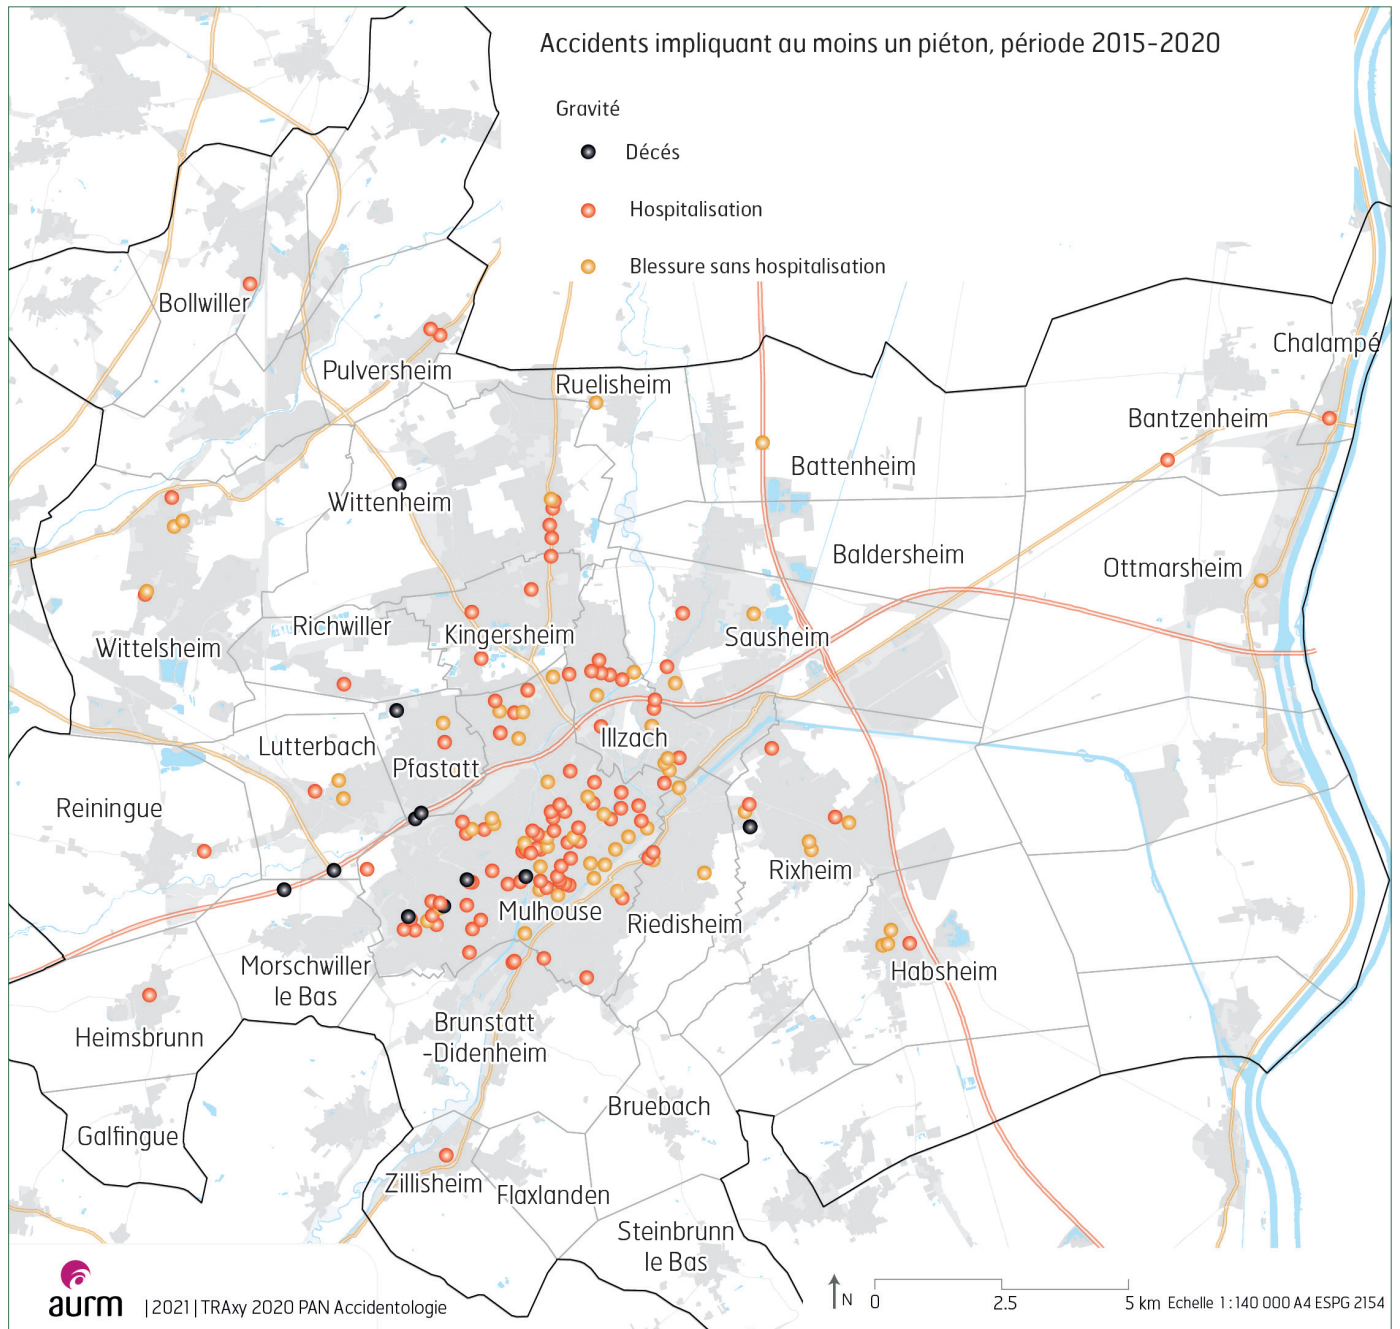 Accidents impliquant au moins un piéton, période 2015-2020
Gravité
Décés
Hospitalisation
Blessure sans hospitalisation
Bollwiller
Chalampé
Pulversheim
Ruelisheim
Bantzenheim
Battenheim
Wittenheim
Baldersheim
Ottmarsheim
Richwiller
Kingersheim
Sausheim
Wittelsheim
Lutterbach
Illzach
Pfastatt
Reiningue
Rixheim
Mulhouse
Riedisheim
Morschwiller
le Bas
Habsheim
Heimsbrunn
Brunstatt
-Didenheim
Bruebach
Galfingue
Zillisheim
Flaxlanden
Steinbrunn
le Bas
aurm
| 2021 | TRAxy 2020 PAN Accidentologie
N
0
2.5
5 km
Echelle 1 : 140 000 A4 ESPG 2154